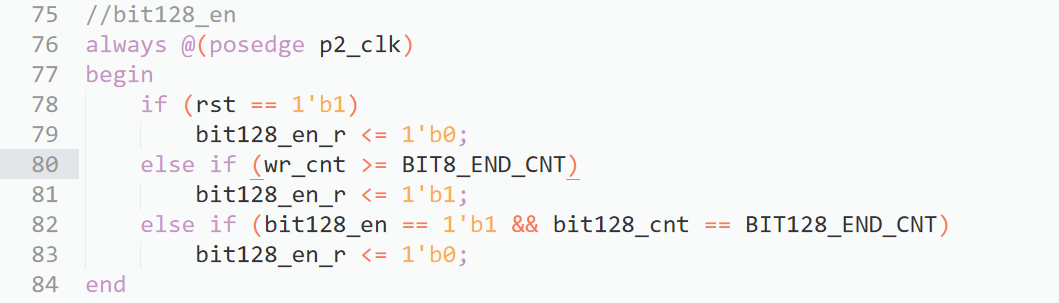 75 //bit128_en
76 always @(posedge p2_clk)
77 begin
78     if (rst == 1'b1)
79         bit128_en_r <= 1'b0;
80     else if (wr_cnt >= BIT8_END_CNT)
81         bit128_en_r <= 1'b1;
82     else if (bit128_en == 1'b1 && bit128_cnt == BIT128_END_CNT)
83         bit128_en_r <= 1'b0;
84 end